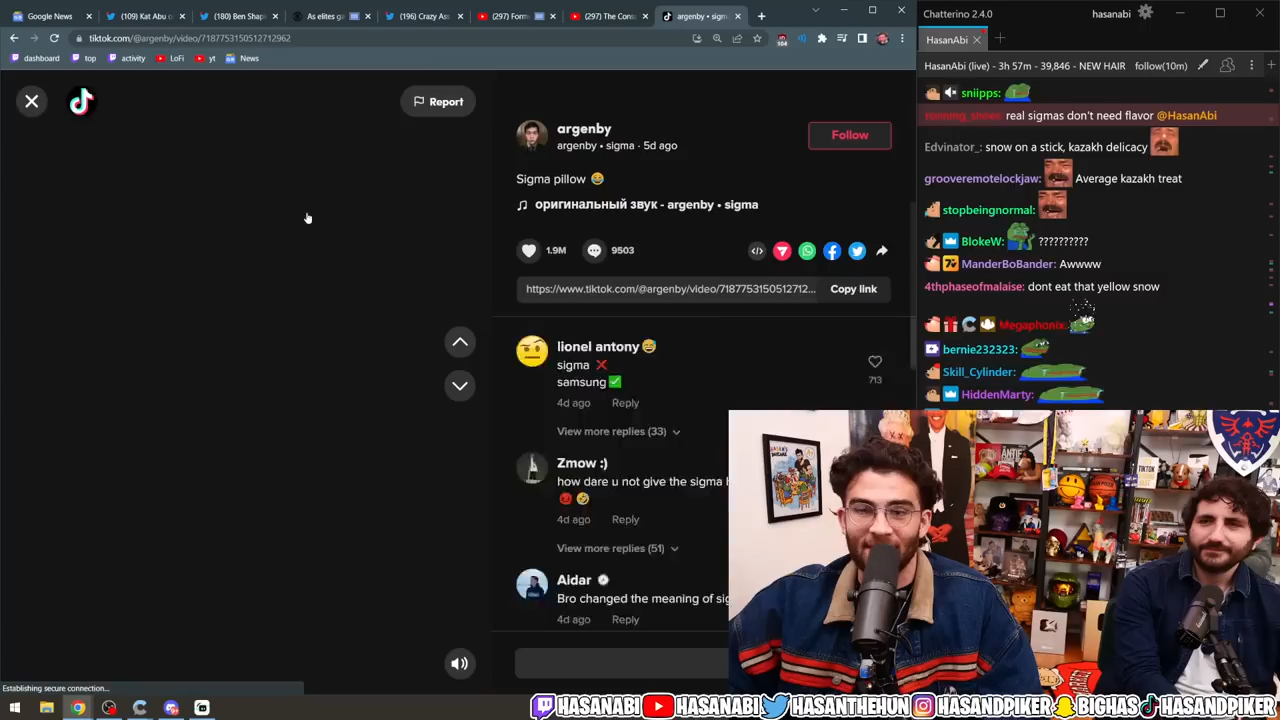 Google News
(109) Kat Abu o
(180) Ben Shap
As elites ga
(196) Crazy Ass
(297) Form
(297) The Cons
argenby • sigm
tiktok.com/@argenby/video/7187753150512712962
104
dashboard
top
activity
LoFi
yt
News
Report
argenby
argenby • sigma · 5d ago
Follow
Sigma pillow 😂
оригинальный звук - argenby • sigma
1.9M
9503
https://www.tiktok.com/@argenby/video/7187753150512712...
Copy link
lionel antony😅
sigma ❌
samsung✅
713
4d ago
Reply
View more replies (33)
Zmow :)
how dare u not give the sigma
😡 🤣
4d ago
Reply
View more replies (51)
Aidar
Bro changed the meaning of sig
4d ago
Reply
Establishing secure connection...
Chatterino 2.4.0
hasanabi
HasanAbi
HasanAbi (live) - 3h 57m - 39,846 - NEW HAIR
follow(10m)
sniipps:
running_shoes: real sigmas don't need flavor @HasanAbi
Edvinator_: snow on a stick, kazakh delicacy
grooveremotelockjaw: Average kazakh treat
stopbeingnormal:
BlokeW: ??????????
ManderBoBander: Awwww
4thphaseofmalaise: dont eat that yellow snow
Megaphonix:
bernie232323:
Skill_Cylinder:
HiddenMarty:
HASANABI
HASANABI
HASANTHEHUN
HASANDPIKER
BIGHAS
HASANDPIKER